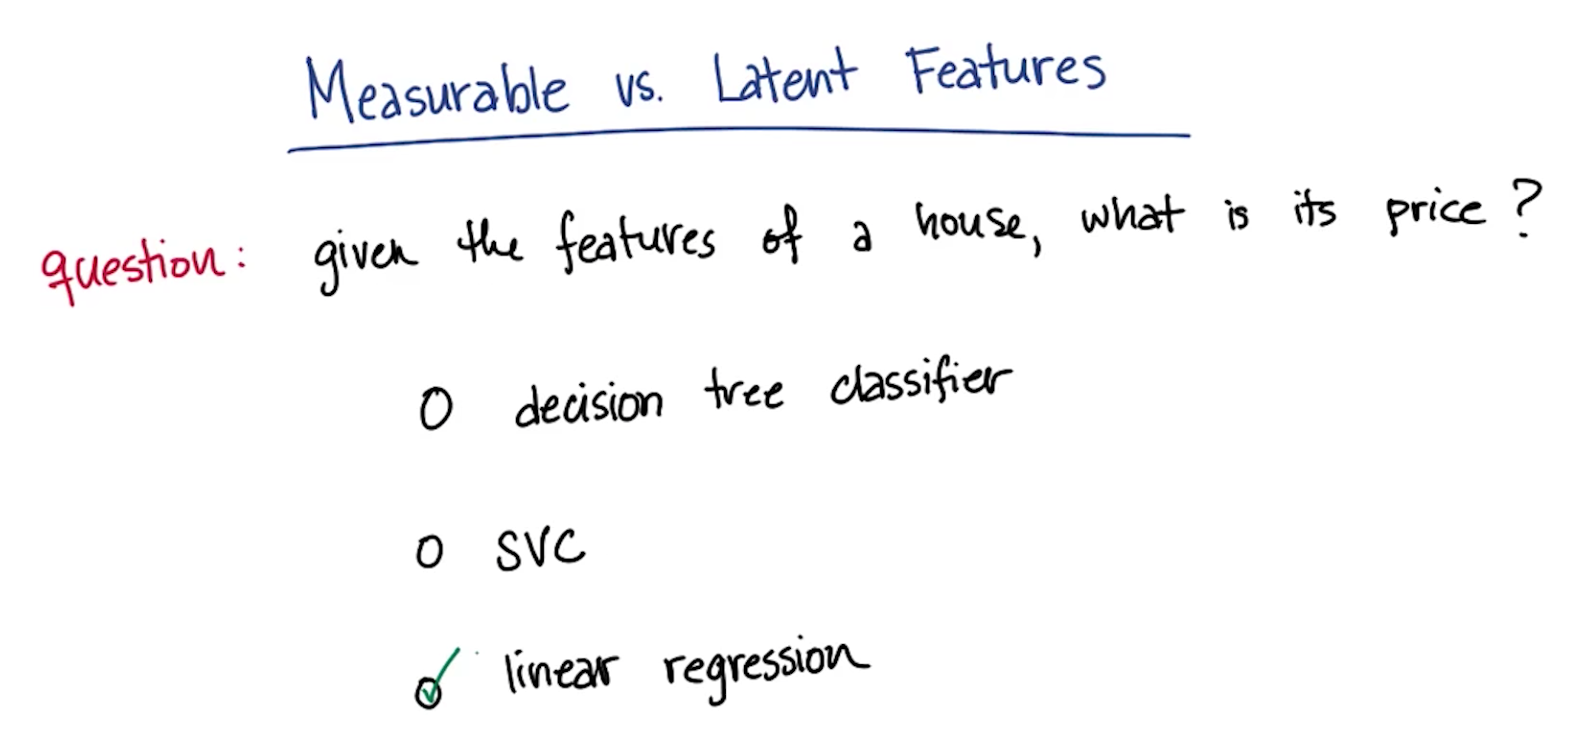 Measurable vs. Latent Features
question: given the features of a house, what is its price?
decision tree classifier
SVC
linear regression